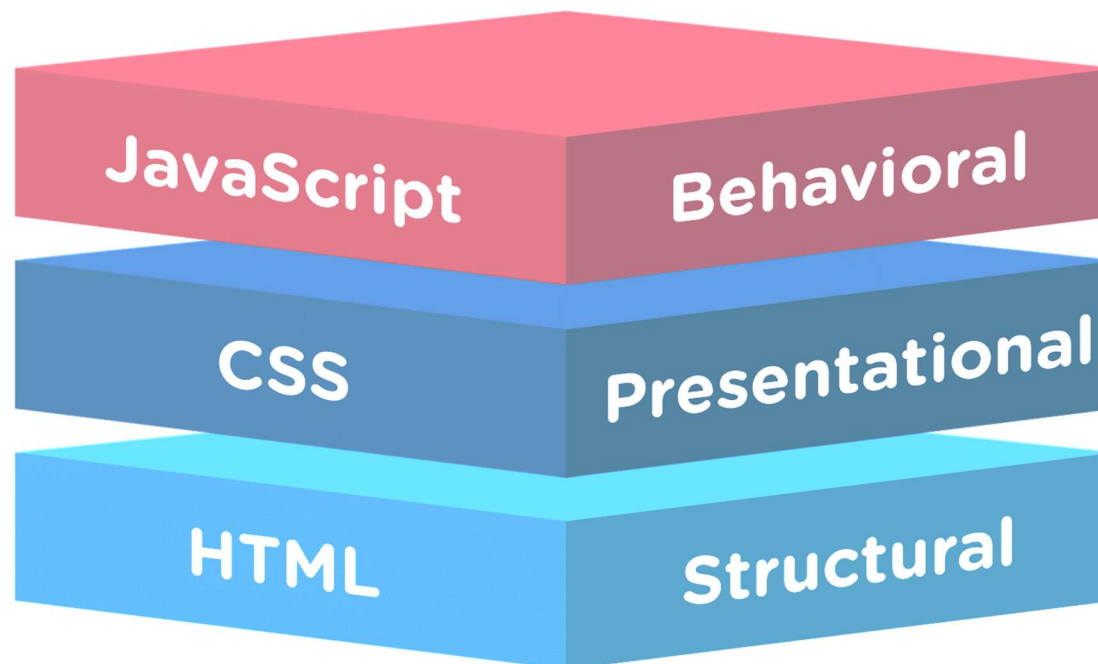 JavaScript
Behavioral
CSS
Presentational
HTML
Structural